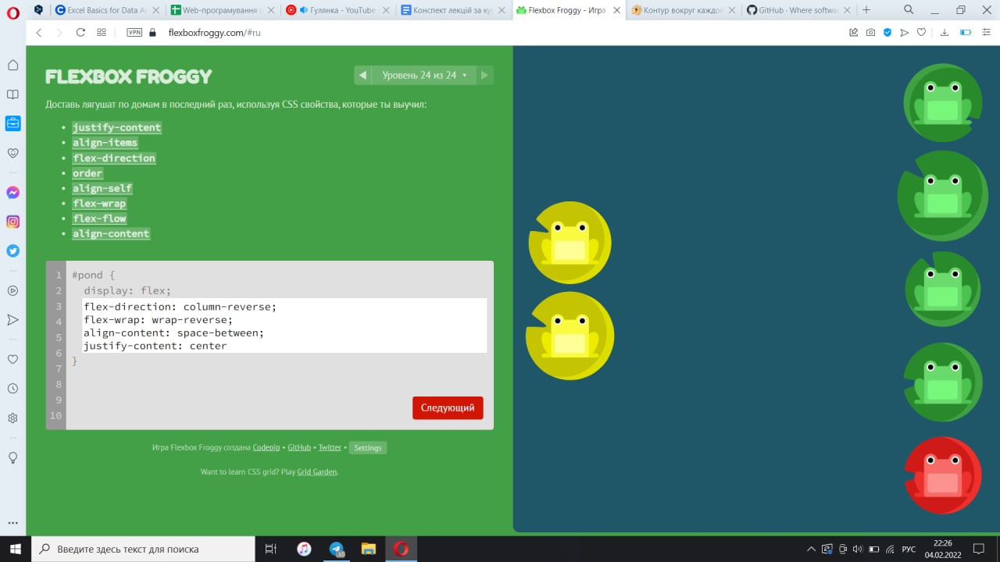 Excel Basics for Data A
Web-програмування (
Гулянка - YouTube
Конспект лекцій за ку
Flexbox Froggy - Игра
Контур вокруг каждой
GitHub · Where softwa
VPN
flexboxfroggy.com/#ru
FLEXBOX FROGGY
Уровень 24 из 24
Доставь лягушат по домам в последний раз, используя CSS свойства, которые ты выучил:
justify-content
align-items
flex-direction
order
align-self
flex-wrap
flex-flow
align-content
1 #pond {
2 display: flex;
3 flex-direction: column-reverse;
4 flex-wrap: wrap-reverse;
5 align-content: space-between;
6 justify-content: center
7 }
8
9
10
Следующий
Игра Flexbox Froggy создана Codepip • GitHub • Twitter • Settings
Want to learn CSS grid? Play Grid Garden.
Введите здесь текст для поиска
РУС
22:26
04.02.2022